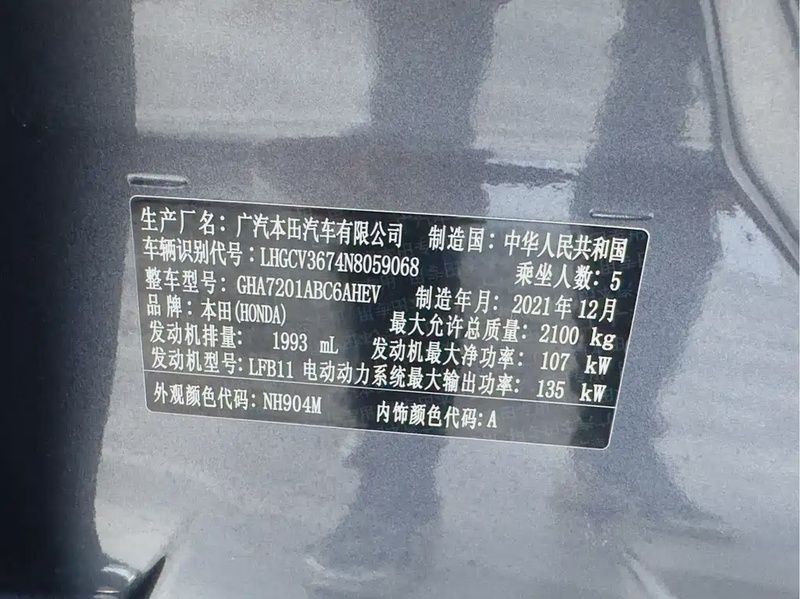 生产厂名：广汽本田汽车有限公司 制造国：中华人民共和国
车辆识别代号：LHGCV3674N8059068 乘坐人数：5
整车型号：GHA7201ABC6AHEV 制造年月：2021年12月
品牌：本田(HONDA) 最大允许总质量：2100 kg
发动机排量： 1993 mL 发动机最大净功率：107 kW
发动机型号：LFB11 电动动力系统最大输出功率：135 kW
外观颜色代码：NH904M 内饰颜色代码:A